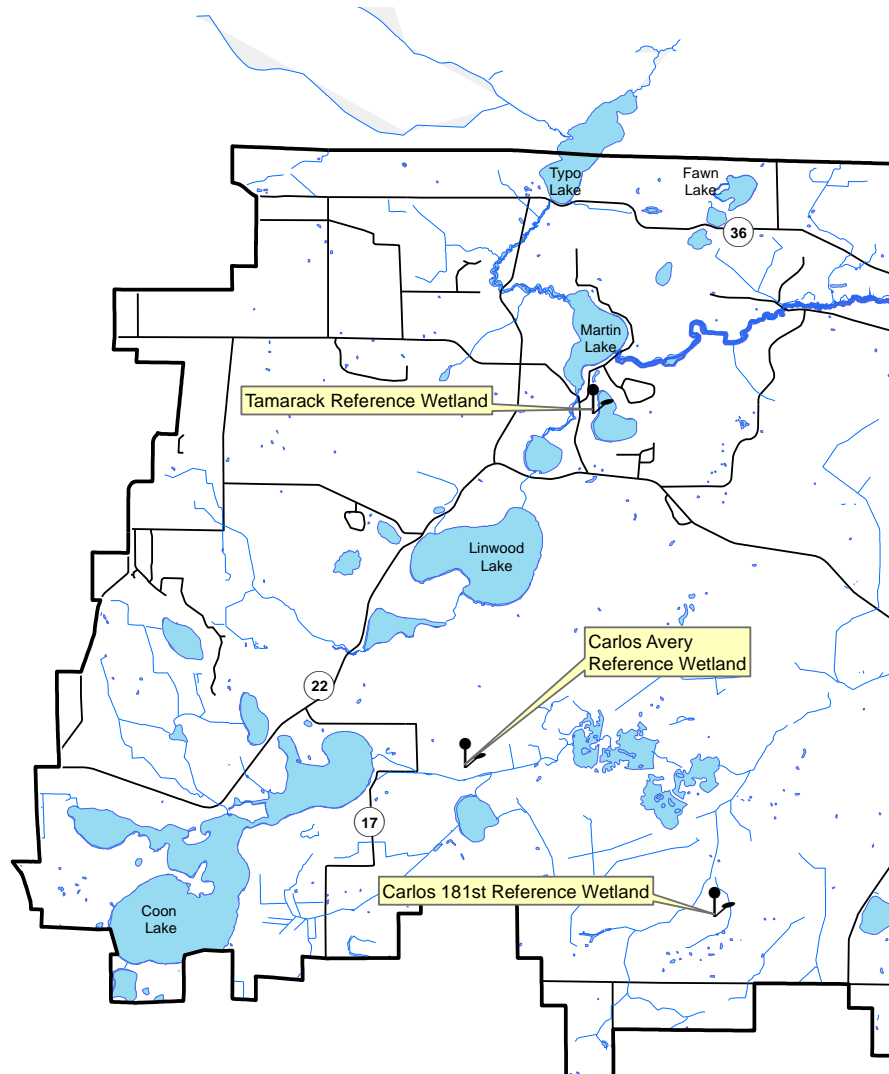 Typo
Lake
Fawn
Lake
36
Martin
Lake
Tamarack Reference Wetland
Linwood
Lake
Carlos Avery
Reference Wetland
22
17
Carlos 181st Reference Wetland
Coon
Lake